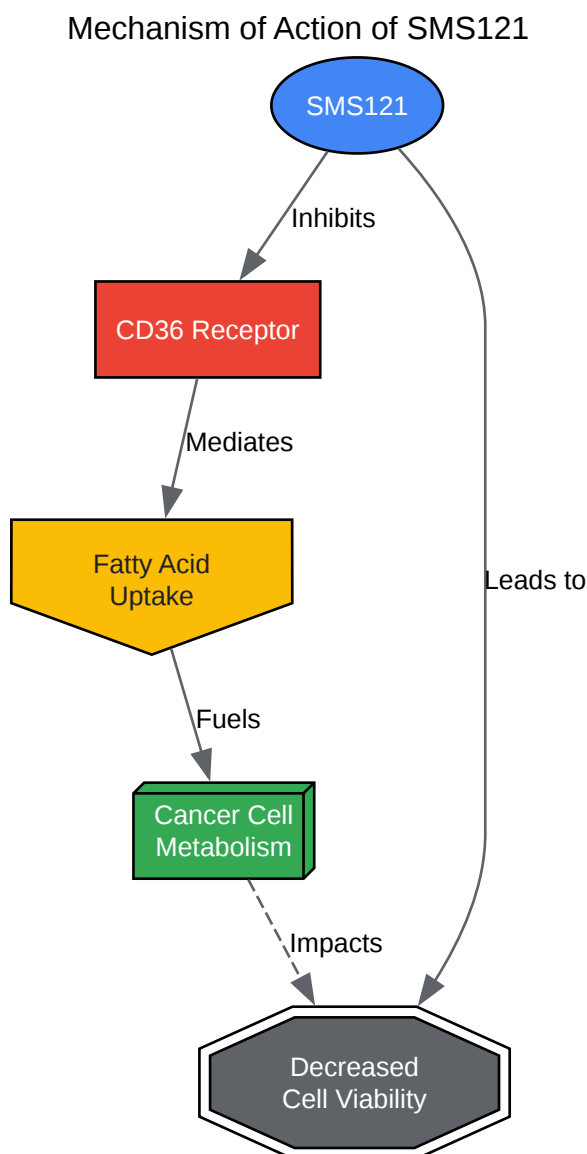 Mechanism of Action of SMS121
SMS121
Inhibits
CD36 Receptor
Mediates
Fatty Acid
Uptake
Leads to
Fuels
Cancer Cell
Metabolism
Impacts
Decreased
Cell Viability